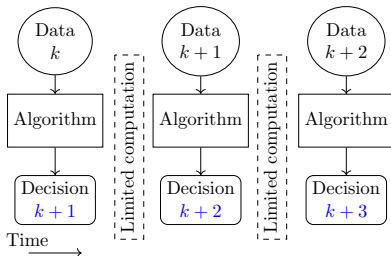 Data
k
Algorithm
Decision
k + 1
Limited computation
Data
k + 1
Algorithm
Decision
k + 2
Limited computation
Data
k + 2
Algorithm
Decision
k + 3
Time